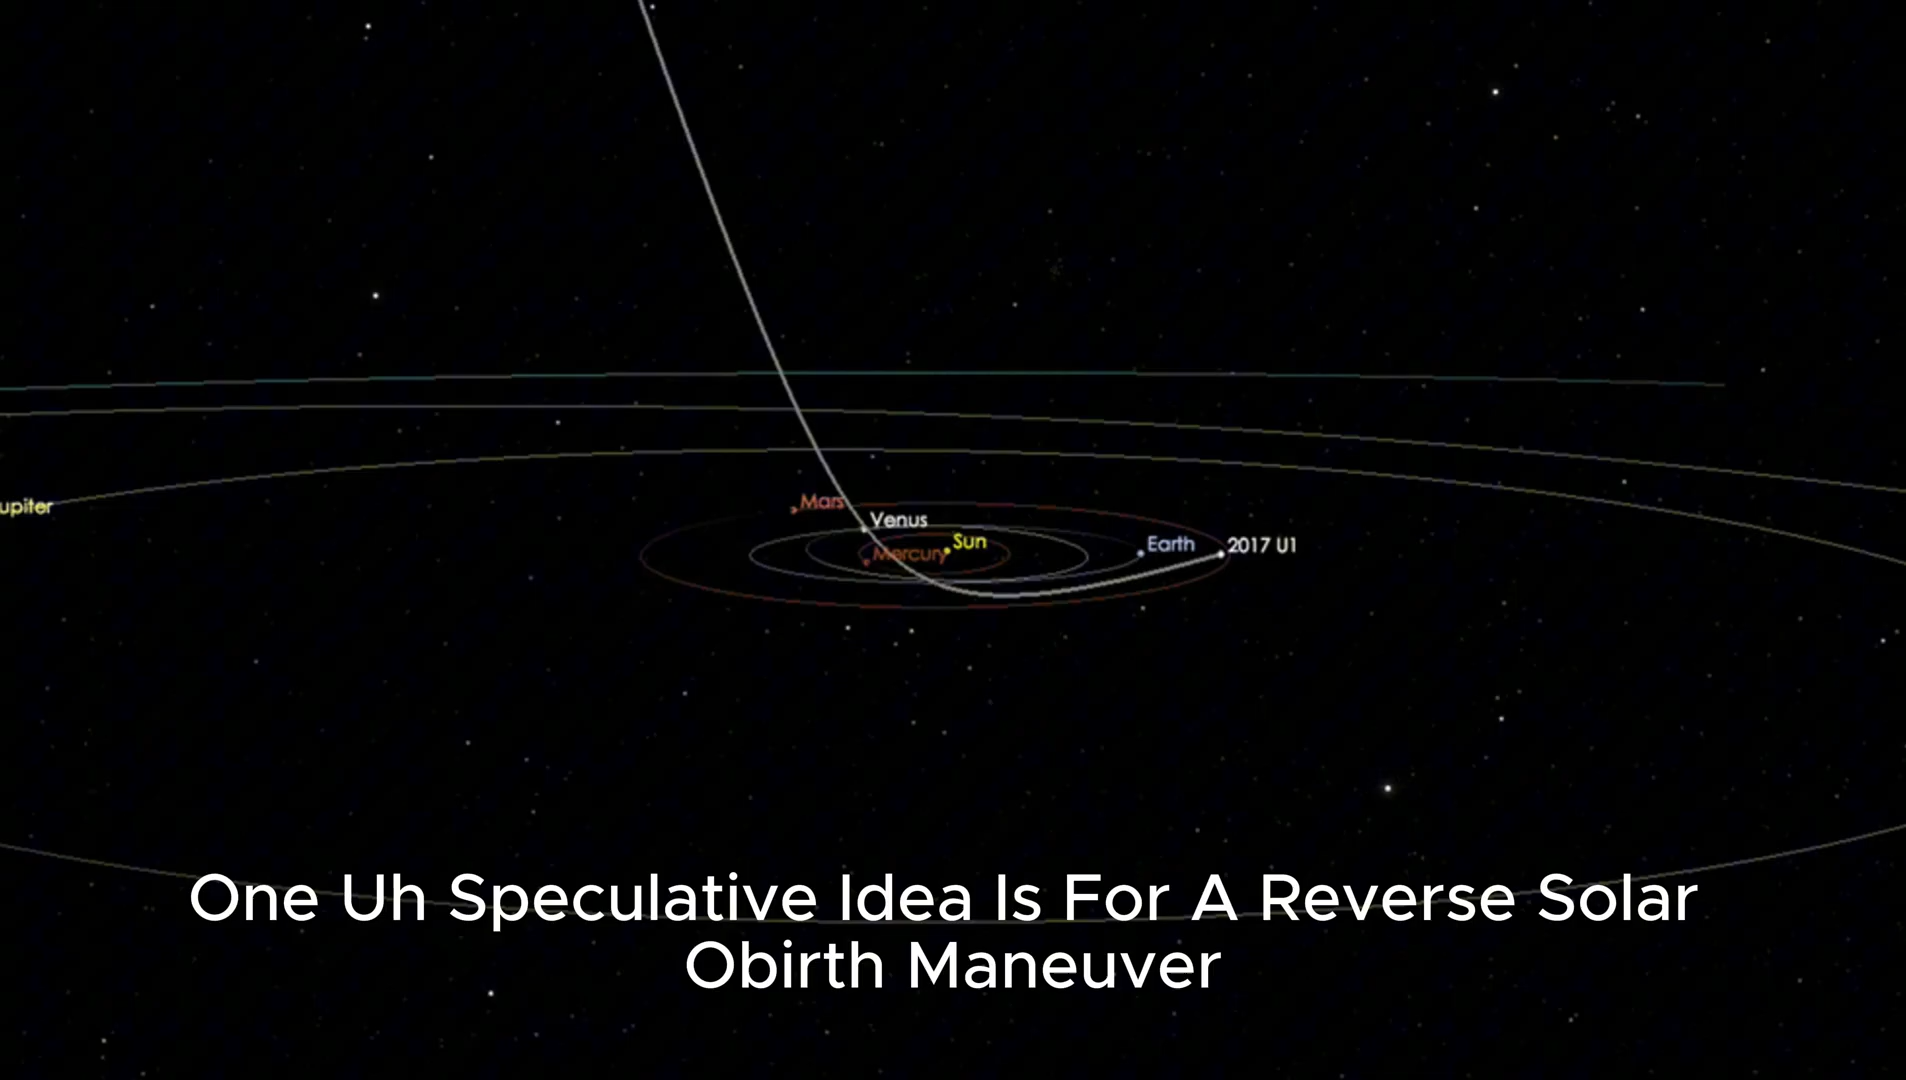 upiter
Mars
Venus
Sun
Mercury
Earth
2017 U1
One Uh Speculative Idea Is For A Reverse Solar
Obirth Maneuver